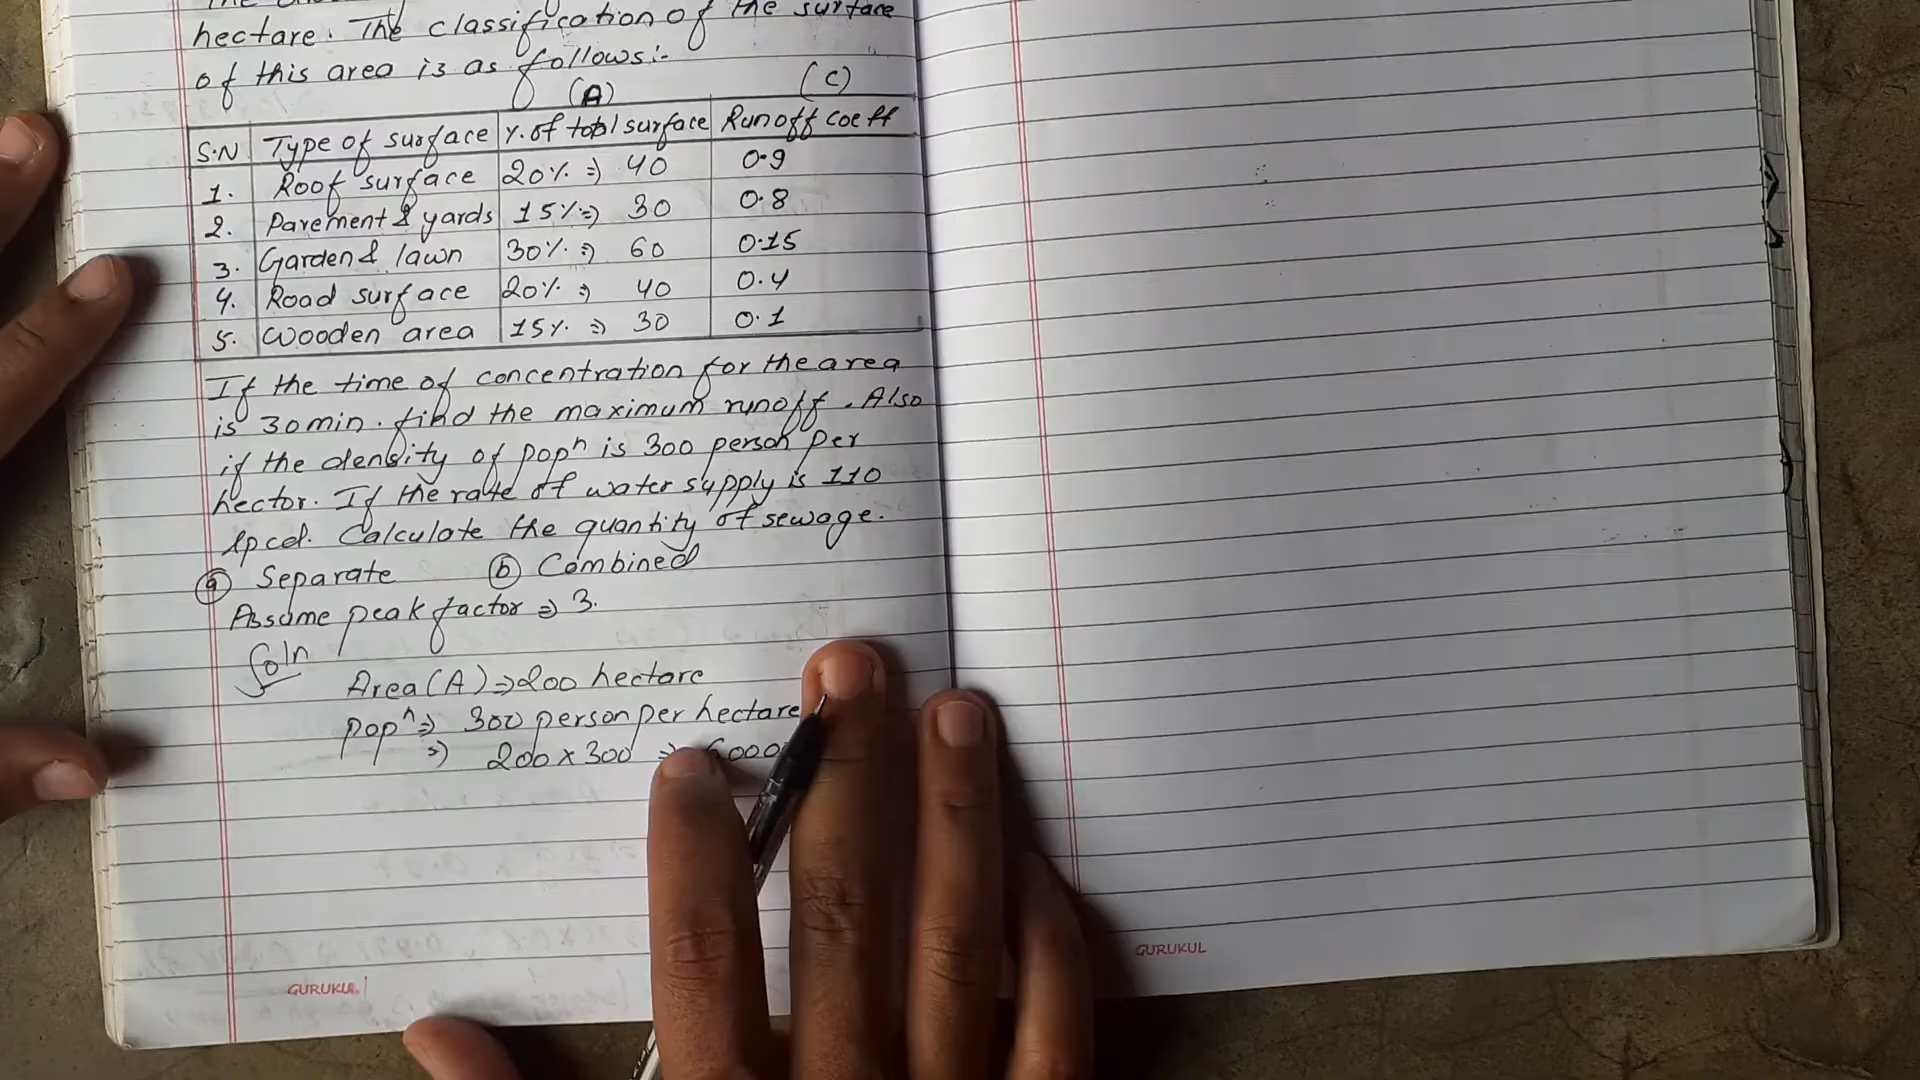 hectare. The classification of the surface
of this area is as follows:-
(A) (C)
S.N Type of surface %. of total surface Runoff coeff
1. Roof surface 20% ⇒ 40 0.9
2. Pavement & yards 15% ⇒ 30 0.8
3. Garden & lawn 30% ⇒ 60 0.15
4. Road surface 20% ⇒ 40 0.4
5. Wooden area 15% ⇒ 30 0.1
If the time of concentration for the area
is 30 min. find the maximum runoff. Also
if the density of popⁿ is 300 person per
hector. If the rate of water supply is 110
lpcd. Calculate the quantity of sewage.
ⓐ Separate ⓑ Combined
Assume peak factor ⇒ 3.
Soln
Area (A) ⇒ 200 hectare
popⁿ ⇒ 300 person per hectare
⇒ 200 x 300 ⇒
GURUKUL
GURUKUL